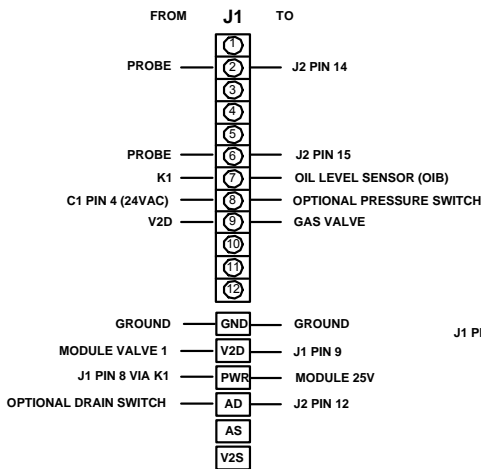 FROM J1 TO
1
PROBE 2 J2 PIN 14
3
4
5
PROBE 6 J2 PIN 15
K1 7 OIL LEVEL SENSOR (OIB)
C1 PIN 4 (24VAC) 8 OPTIONAL PRESSURE SWITCH
V2D 9 GAS VALVE
10
11
12
GROUND GND GROUND
J1 PI
MODULE VALVE 1 V2D J1 PIN 9
J1 PIN 8 VIA K1 PWR MODULE 25V
OPTIONAL DRAIN SWITCH AD J2 PIN 12
AS
V2S